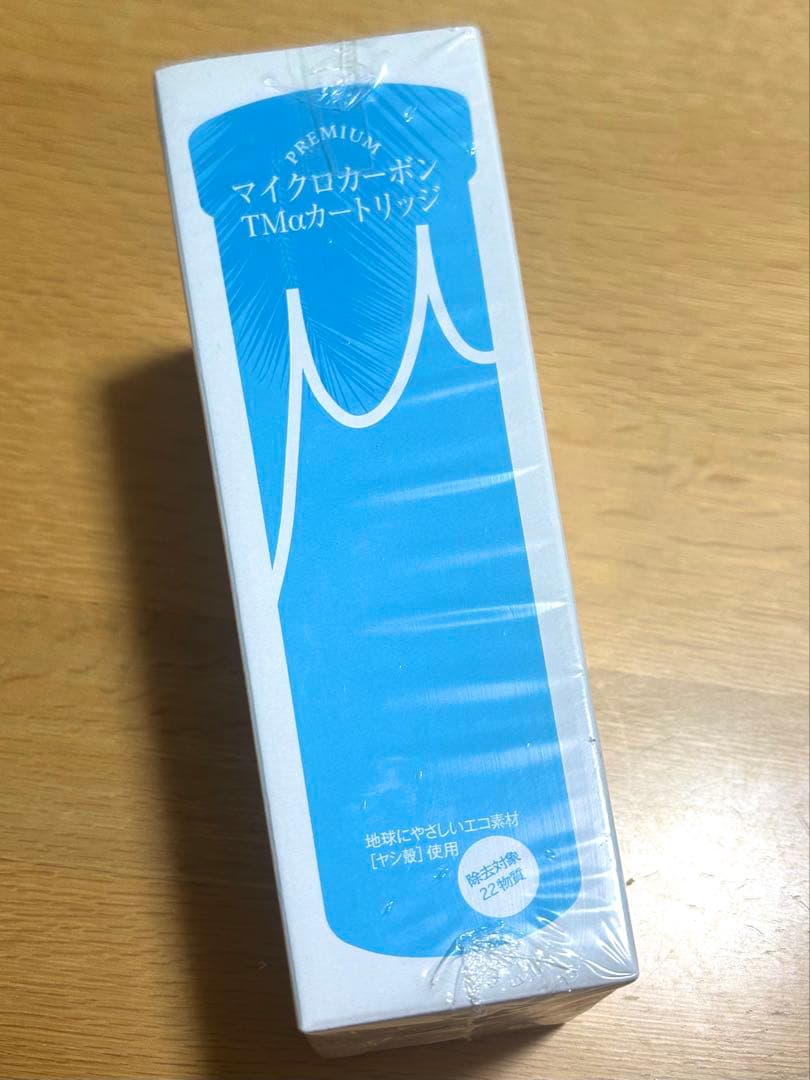 PREMIUM
マイクロカーボン
TMαカートリッジ
地球にやさしいエコ素材
[ヤシ殻]使用
除去対象
22物質